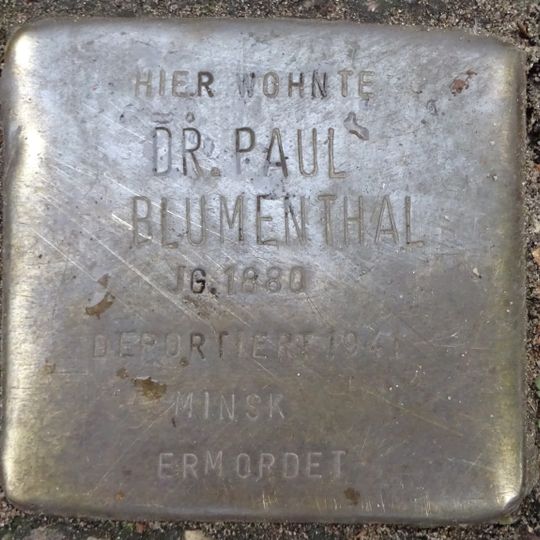 HIER WOHNTE
DR. PAUL
BLUMENTHAL
JG. 1880
DEPORTIERT 1941
MINSK
ERMORDET